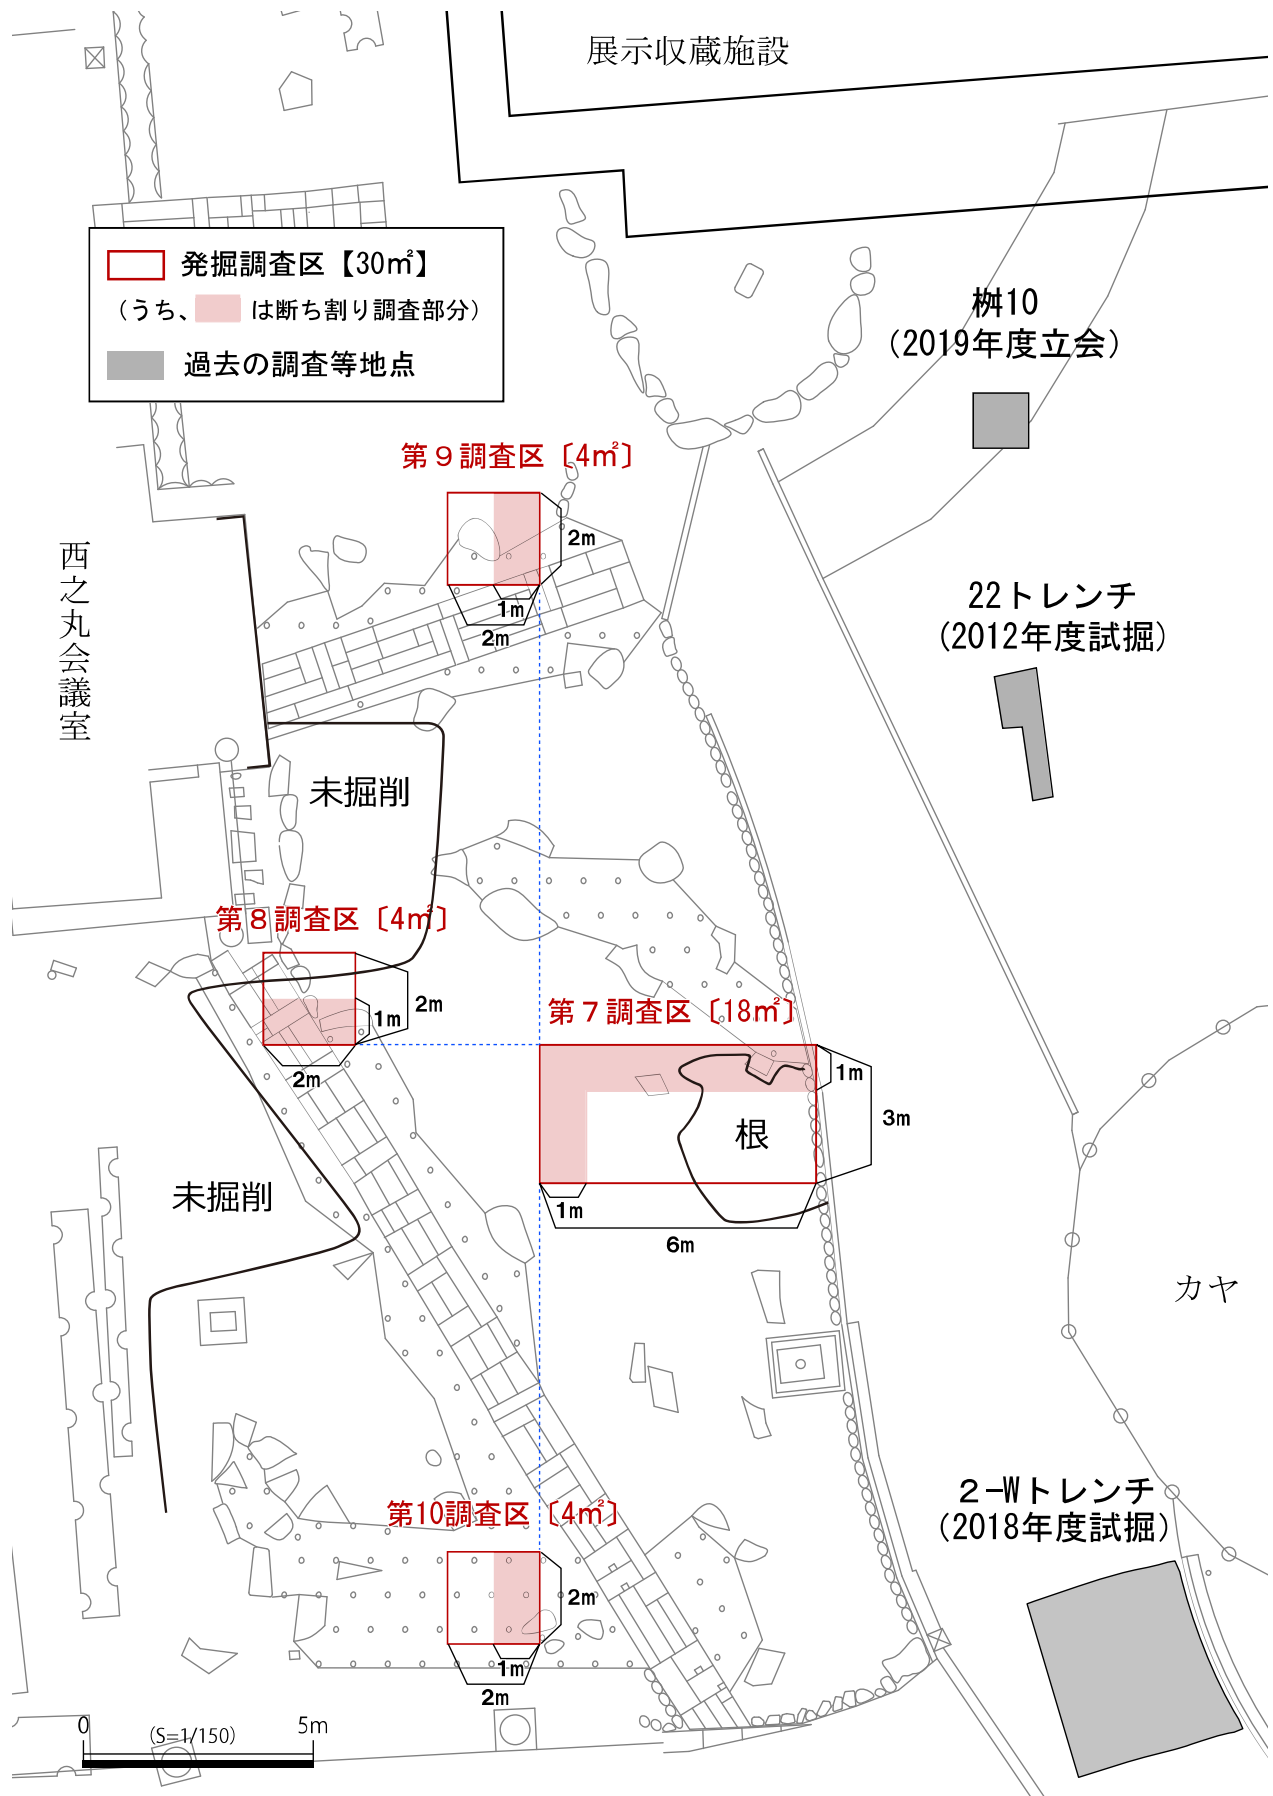 展示収蔵施設
発掘調査区【30㎡】
（うち、 は断ち割り調査部分）
過去の調査等地点
桝10
（2019年度立会）
第９調査区〔4㎡〕
2m
1m
2m
西之丸会議室
22トレンチ
（2012年度試掘）
未掘削
第８調査区〔4㎡〕
2m
1m
2m
第７調査区〔18㎡〕
1m
3m
根
1m
6m
未掘削
カヤ
２-Wトレンチ
（2018年度試掘）
第10調査区〔4㎡〕
2m
1m
2m
0 (S=1/150) 5m